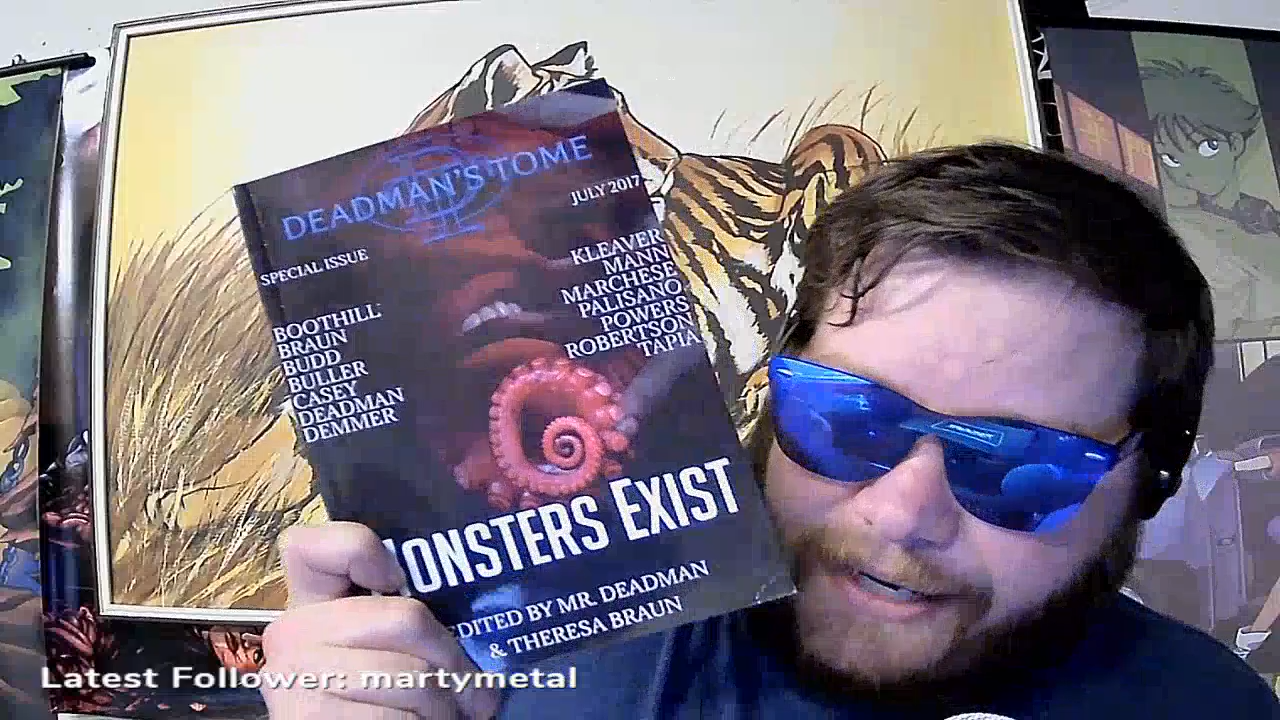 DEADMAN'S TOME
JULY 2017
SPECIAL ISSUE
BOOTHILL
BRAUN
BUDD
BULLER
CASEY
DEADMAN
DEMMER
KLEAVER
MANN
MARCHESE
PALISANO
POWERS
ROBERTSON
TAPIA
MONSTERS EXIST
EDITED BY MR. DEADMAN
& THERESA BRAUN
Latest Follower: martymetal